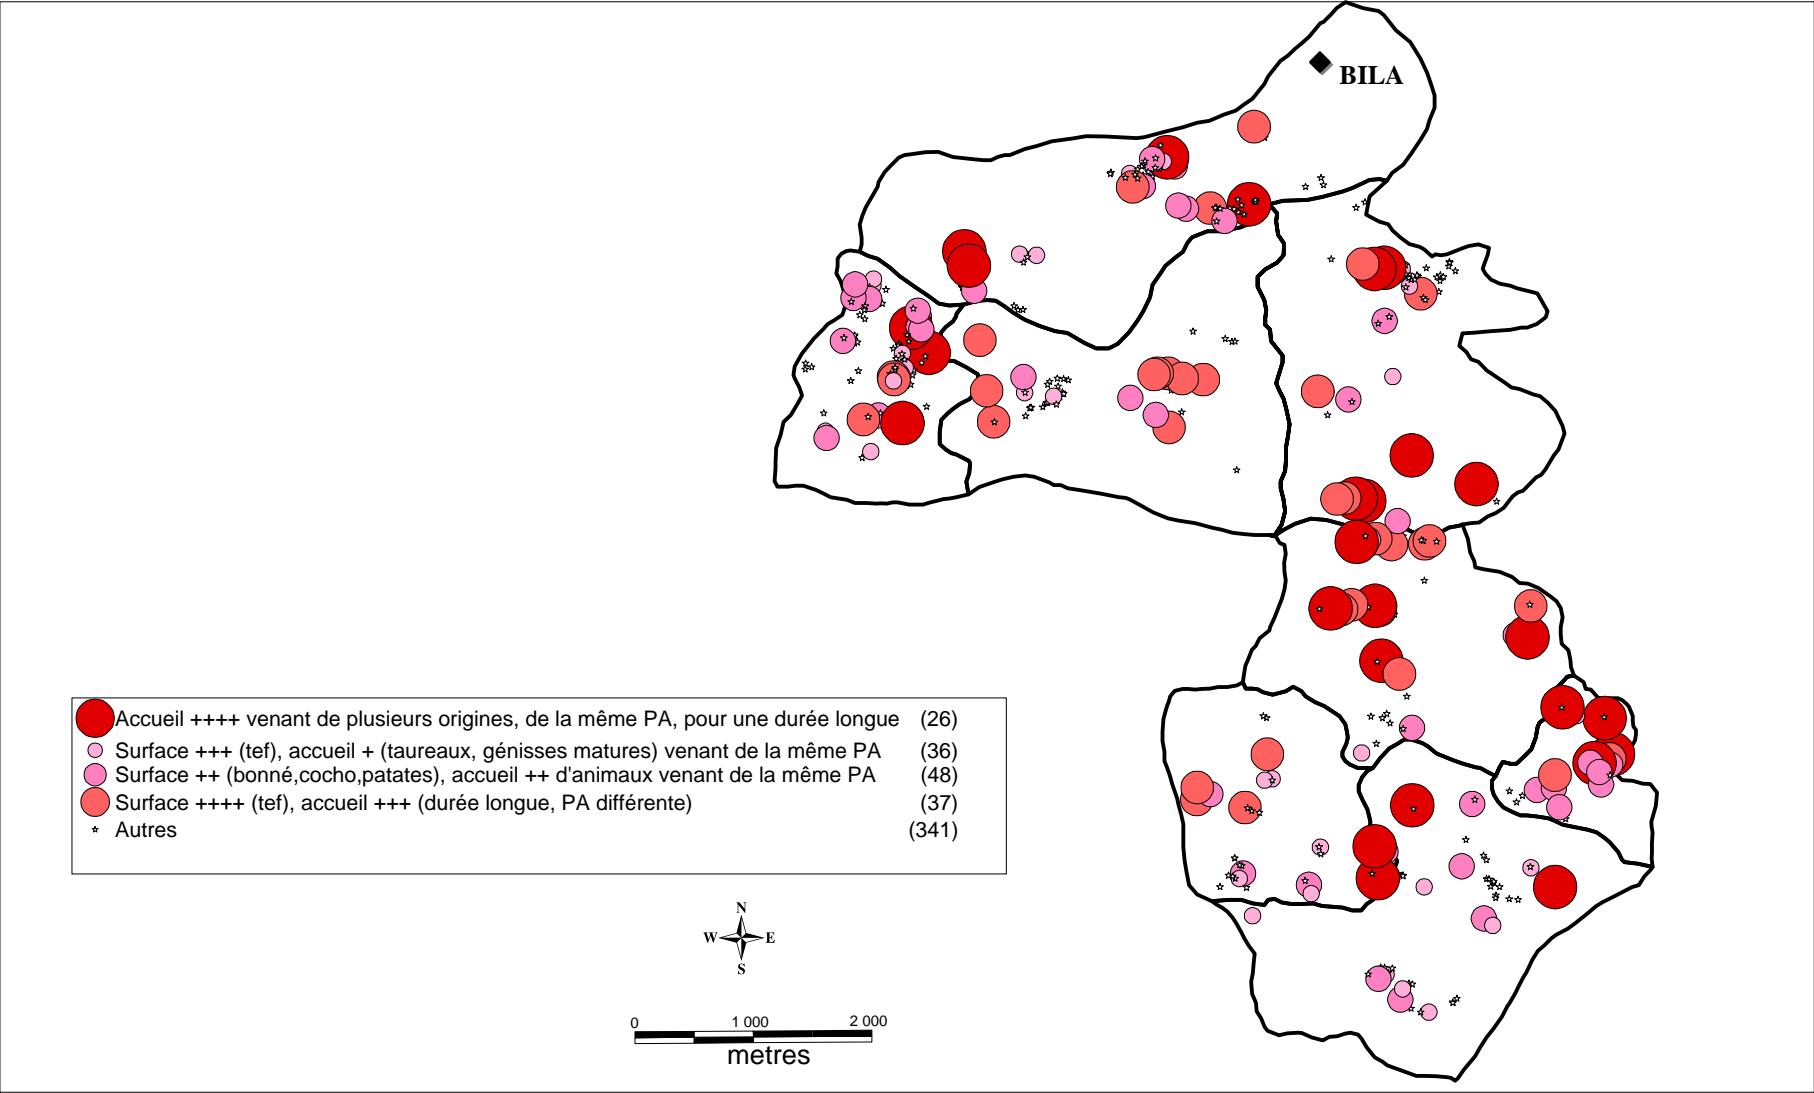 BILA
Accueil ++++ venant de plusieurs origines, de la même PA, pour une durée longue (26)
Surface +++ (tef), accueil + (taureaux, génisses matures) venant de la même PA (36)
Surface ++ (bonné,cocho,patates), accueuil ++ d'animaux venant de la même PA (48)
Surface ++++ (tef), accueil +++ (durée longue, PA différente) (37)
Autres (341)
N
W E
S
0 1 000 2 000
metres